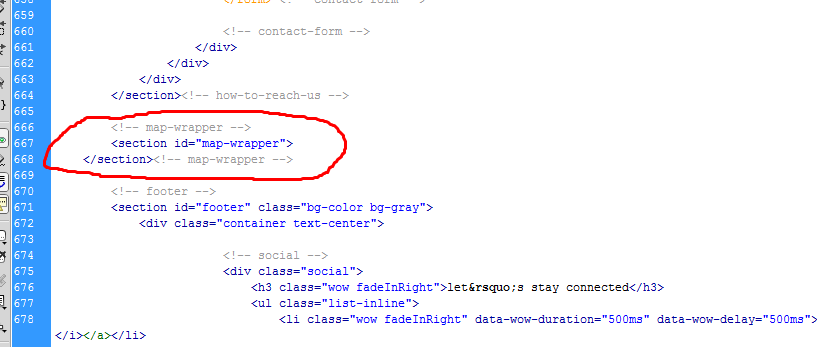 658 </form> <!-- contact-form -->
659
660 <!-- contact-form -->
661 </div>
662 </div>
663 </div>
664 </section><!-- how-to-reach-us -->
665
666 <!-- map-wrapper -->
667 <section id="map-wrapper">
668 </section><!-- map-wrapper -->
669
670 <!-- footer -->
671 <section id="footer" class="bg-color bg-gray">
672 <div class="container text-center">
673
674 <!-- social -->
675 <div class="social">
676 <h3 class="wow fadeInRight">let&rsquo;s stay connected</h3>
677 <ul class="list-inline">
678 <li class="wow fadeInRight" data-wow-duration="500ms" data-wow-delay="500ms">
</i></a></li>